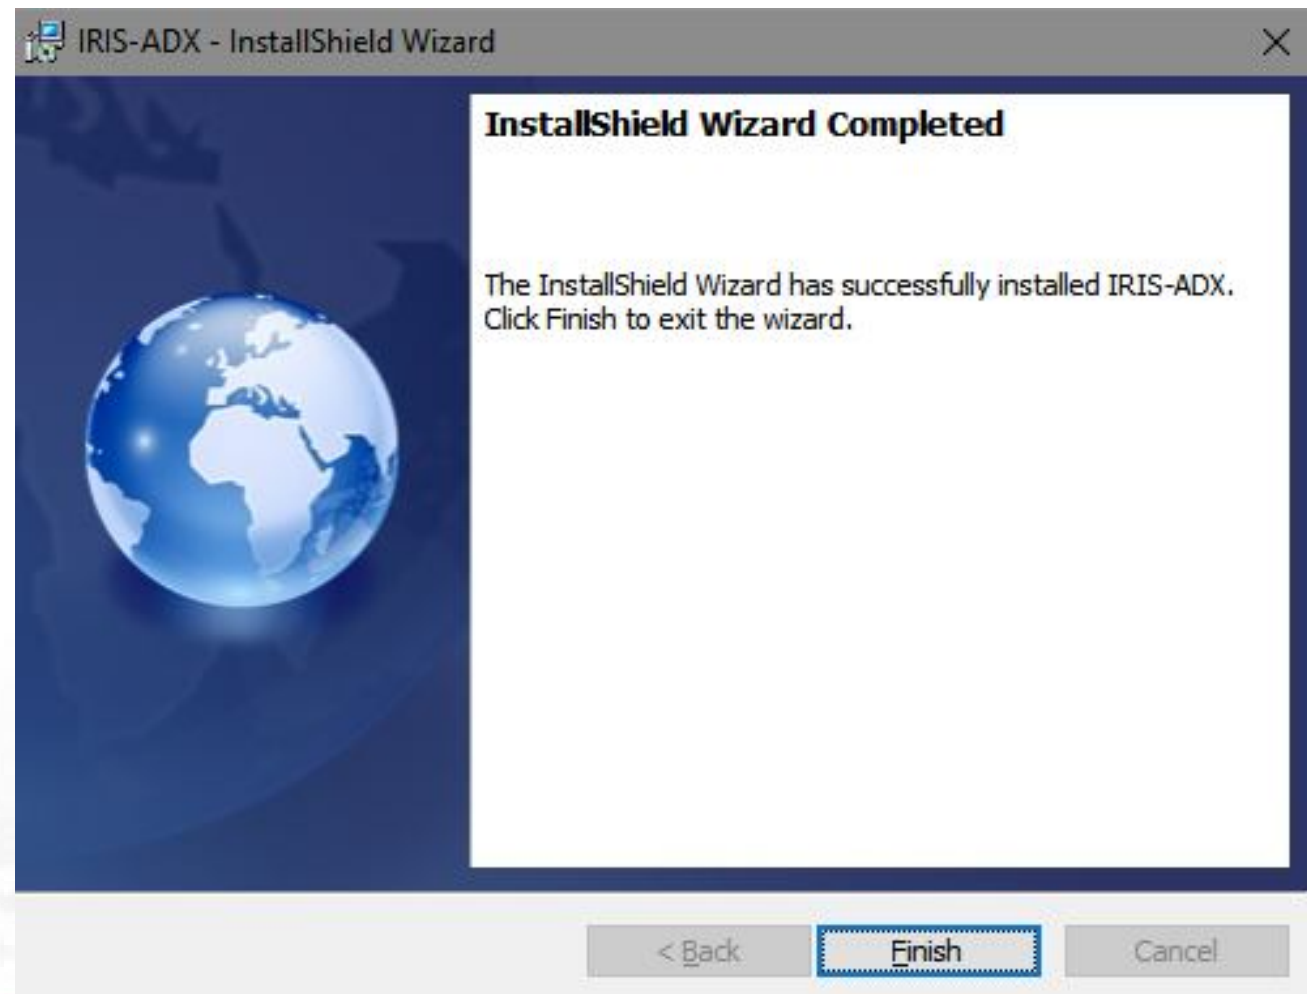 IRIS-ADX - InstallShield Wizard
InstallShield Wizard Completed
The InstallShield Wizard has successfully installed IRIS-ADX.
Click Finish to exit the wizard.
< Back
Finish
Cancel